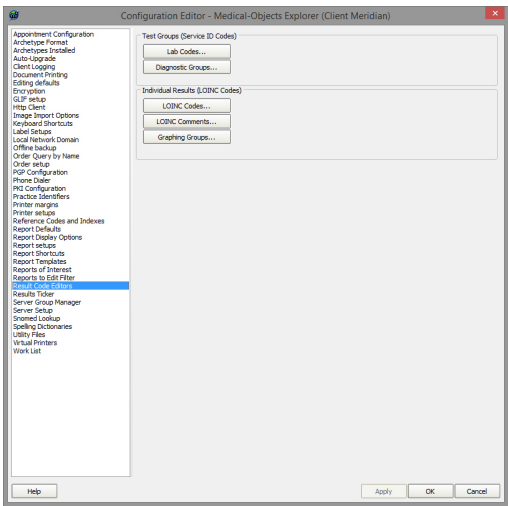 Configuration Editor - Medical-Objects Explorer (Client Meridian)
Appointment Configuration
Archetype Format
Archetypes Installed
Auto-Upgrade
Client Logging
Document Printing
Editing defaults
Encryption
GLIF setup
Http Client
Image Import Options
Keyboard Shortcuts
Label Setups
Local Network Domain
Offline backup
Order Query by Name
Order setup
PGP Configuration
Phone Dialer
PKI Configuration
Practice Identifiers
Printer margins
Printer setups
Reference Codes and Indexes
Report Defaults
Report Display Options
Report setups
Report Shortcuts
Report Templates
Reports of Interest
Reports to Edit Filter
Result Code Editors
Results Ticker
Server Group Manager
Server Setup
Snomed Lookup
Spelling Dictionaries
Utility Files
Virtual Printers
Work List
Test Groups (Service ID Codes)
Lab Codes...
Diagnostic Groups...
Individual Results (LOINC Codes)
LOINC Codes...
LOINC Comments...
Graphing Groups...
Help
Apply
OK
Cancel